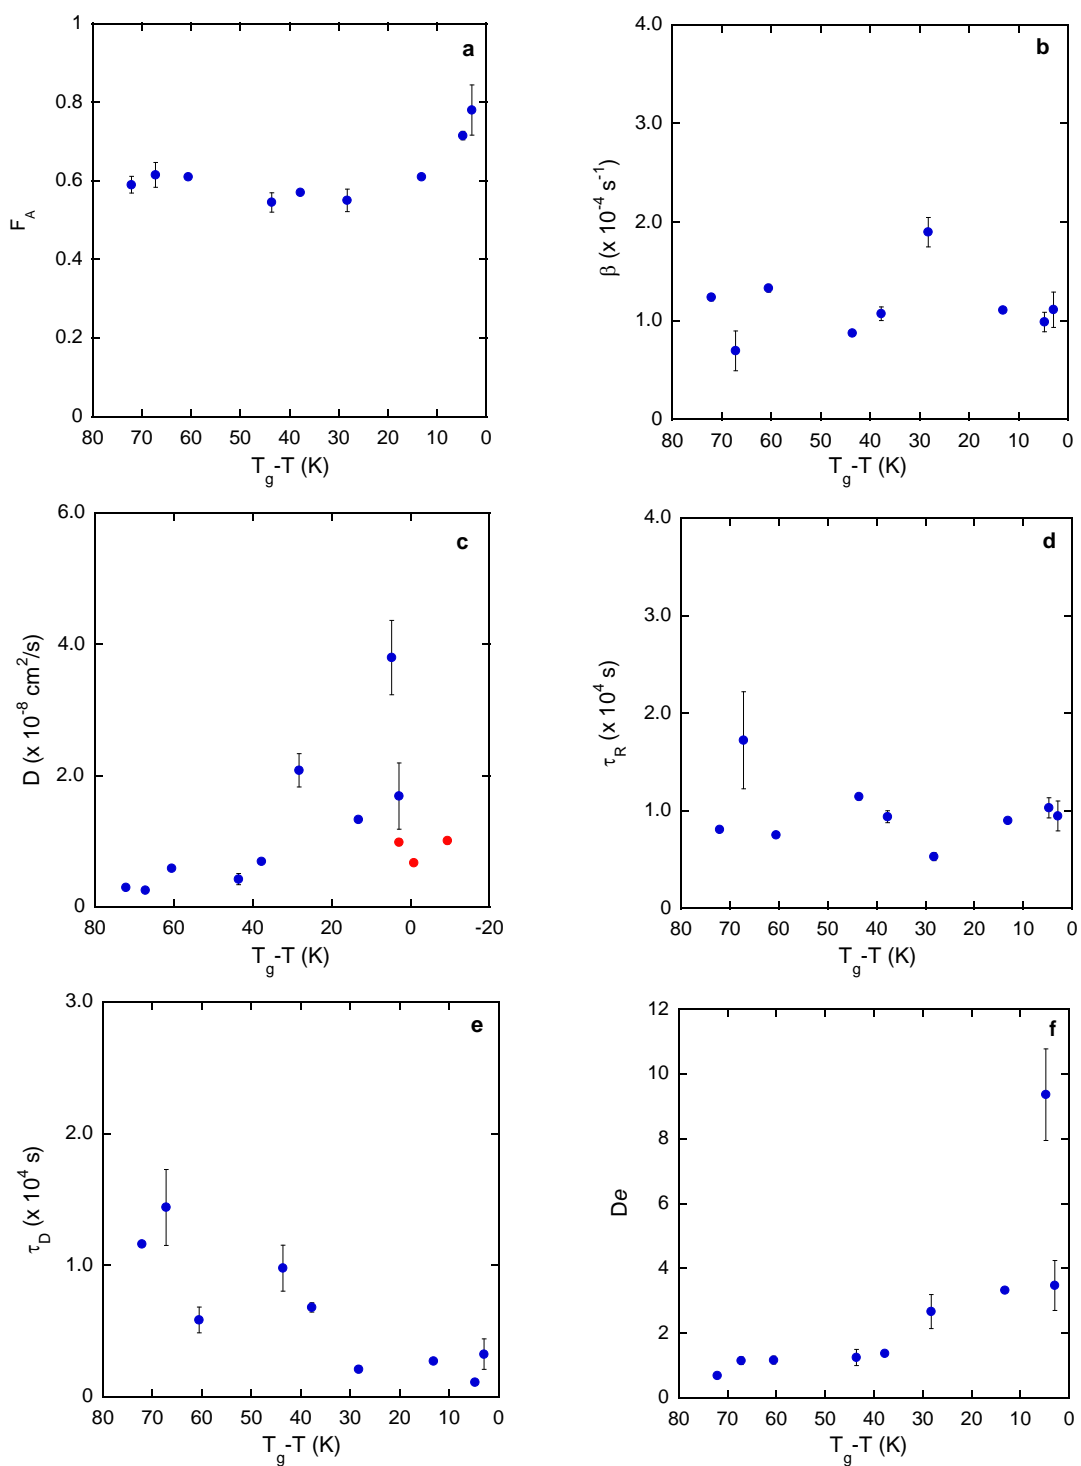 a
1
0.8
0.6
0.4
0.2
0
F_A
80 70 60 50 40 30 20 10 0
T_g-T (K)
b
4.0
3.0
2.0
1.0
0
β (x 10^-4 s^-1)
80 70 60 50 40 30 20 10 0
T_g-T (K)
c
6.0
4.0
2.0
0
D (x 10^-8 cm^2/s)
80 60 40 20 0 -20
T_g-T (K)
d
4.0
3.0
2.0
1.0
0
τ_R (x 10^4 s)
80 70 60 50 40 30 20 10 0
T_g-T (K)
e
3.0
2.0
1.0
0
τ_D (x 10^4 s)
80 70 60 50 40 30 20 10 0
T_g-T (K)
f
12
10
8
6
4
2
0
De
80 70 60 50 40 30 20 10 0
T_g-T (K)